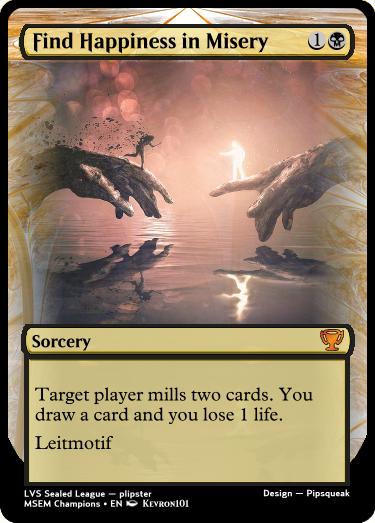 Find Happiness in Misery 1
Sorcery
Target player mills two cards. You
draw a card and you lose 1 life.
Leitmotif
LVS Sealed League — plipster Design — Pipsqueak
MSEM Champions • EN Kevron101